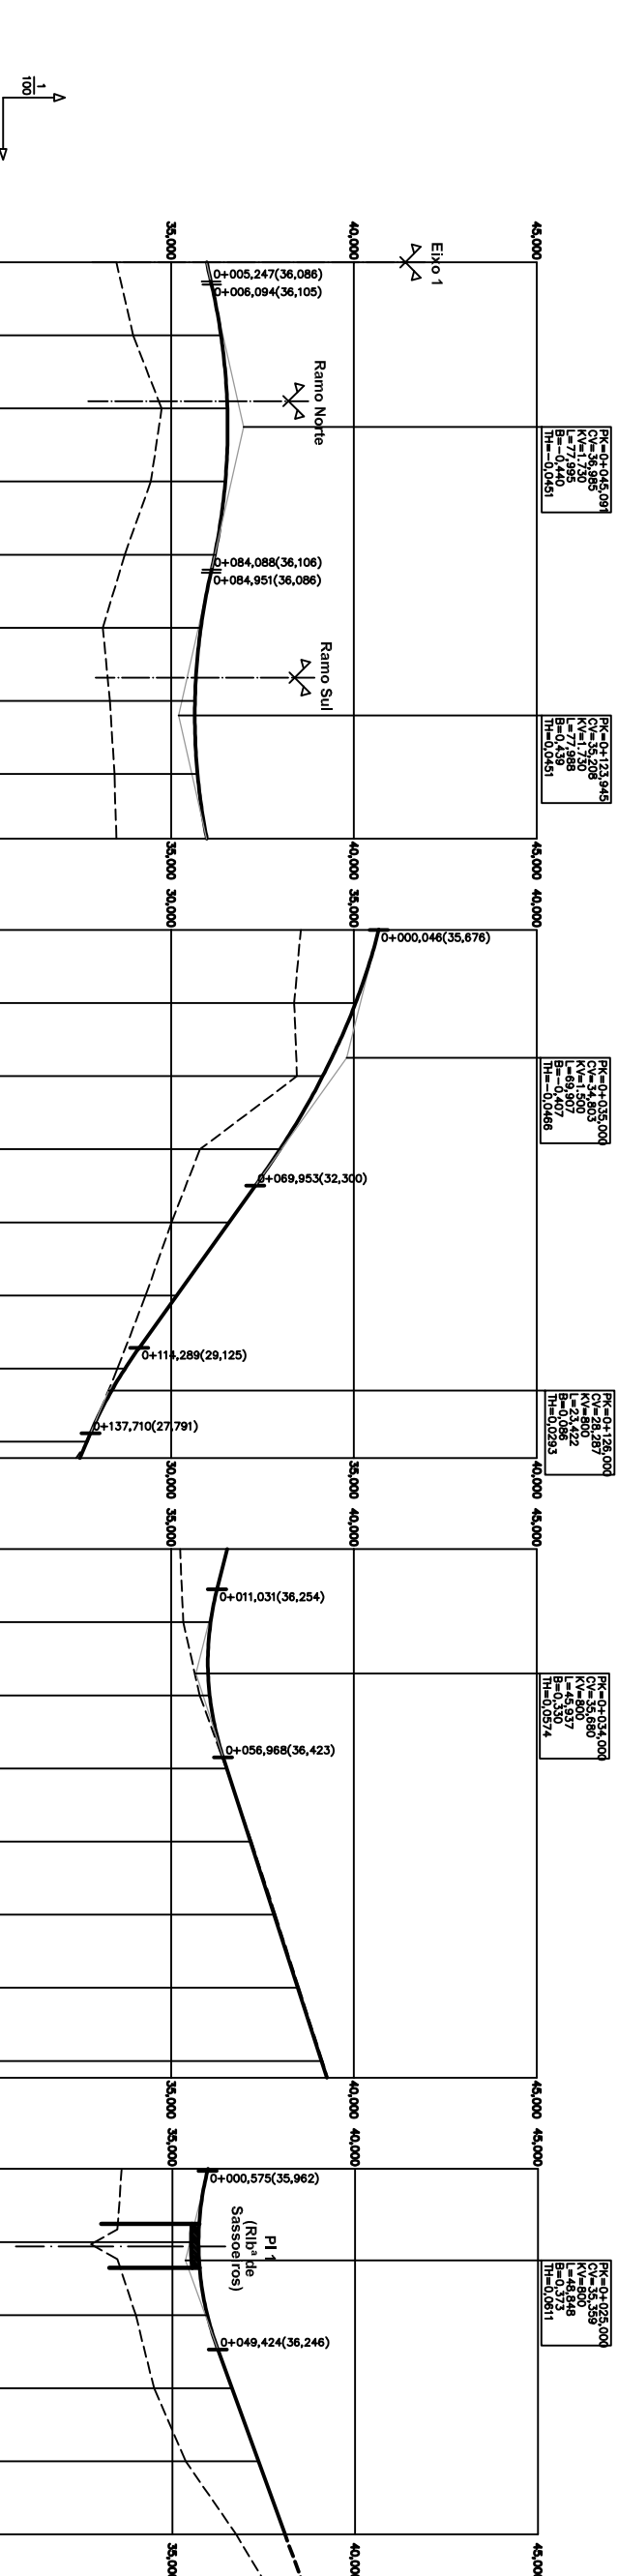 1
100
45,000
40,000
35,000
Eixo 1
0+005,247(36,086)
0+006,094(36,105)
Ramo Norte
PK=0+045,091
CV=36,985
KV=1.730
L=77,995
B=-0,440
TH=-0,0451
0+084,088(36,106)
0+084,951(36,086)
Ramo Sul
PK=0+123,945
CV=35,208
KV=1.730
L=77,988
B=0,439
TH=0,0451
45,000
40,000
35,000
40,000
35,000
30,000
0+000,046(35,676)
PK=0+035,000
CV=34,803
KV=1.500
L=69,907
B=-0,407
TH=-0,0466
0+069,953(32,300)
0+114,289(29,125)
PK=0+126,000
CV=28,287
KV=800
L=23,422
B=0,086
TH=0,0293
0+137,710(27,791)
40,000
35,000
30,000
45,000
40,000
35,000
0+011,031(36,254)
PK=0+034,000
CV=35,680
KV=800
L=45,937
B=0,330
TH=0,0574
0+056,968(36,423)
45,000
40,000
35,000
45,000
40,000
35,000
0+000,575(35,962)
PI 1
(Ribª de
Sassoeiros)
PK=0+025,000
CV=35,359
KV=800
L=48,848
B=0,373
TH=0,0611
0+049,424(36,246)
45,000
40,000
35,000